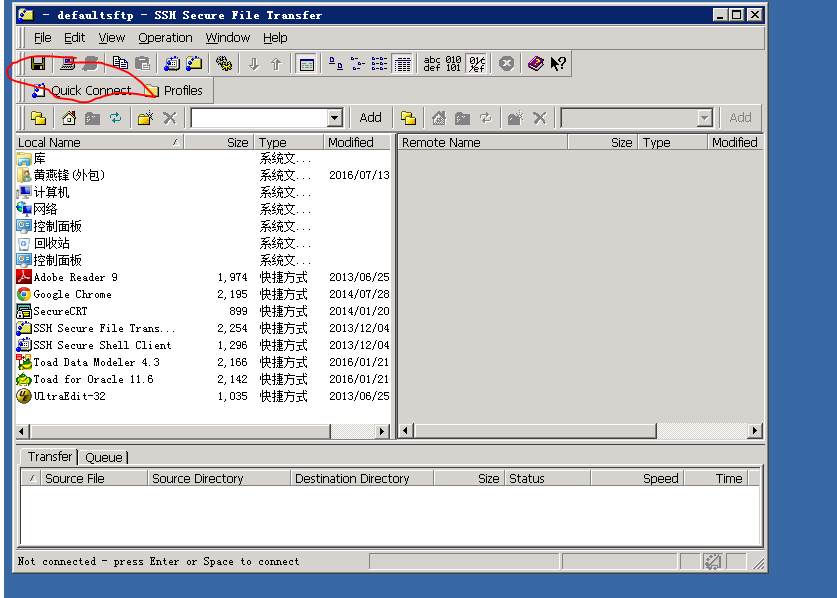 - defaultsftp - SSH Secure File Transfer
File Edit View Operation Window Help
abc def 010 101
Quick Connect Profiles
Add Add
Local Name Size Type Modified Remote Name Size Type Modified
库 系统文...
黄燕锋(外包) 系统文... 2016/07/13
计算机 系统文...
网络 系统文...
控制面板 系统文...
回收站 系统文...
控制面板 系统文...
Adobe Reader 9 1,974 快捷方式 2013/06/25
Google Chrome 2,195 快捷方式 2014/07/28
SecureCRT 899 快捷方式 2014/01/20
SSH Secure File Trans... 2,254 快捷方式 2013/12/04
SSH Secure Shell Client 1,296 快捷方式 2013/12/04
Toad Data Modeler 4.3 2,166 快捷方式 2016/01/21
Toad for Oracle 11.6 2,142 快捷方式 2016/01/21
UltraEdit-32 1,035 快捷方式 2013/06/25
Transfer Queue
Source File Source Directory Destination Directory Size Status Speed Time
Not connected - press Enter or Space to connect